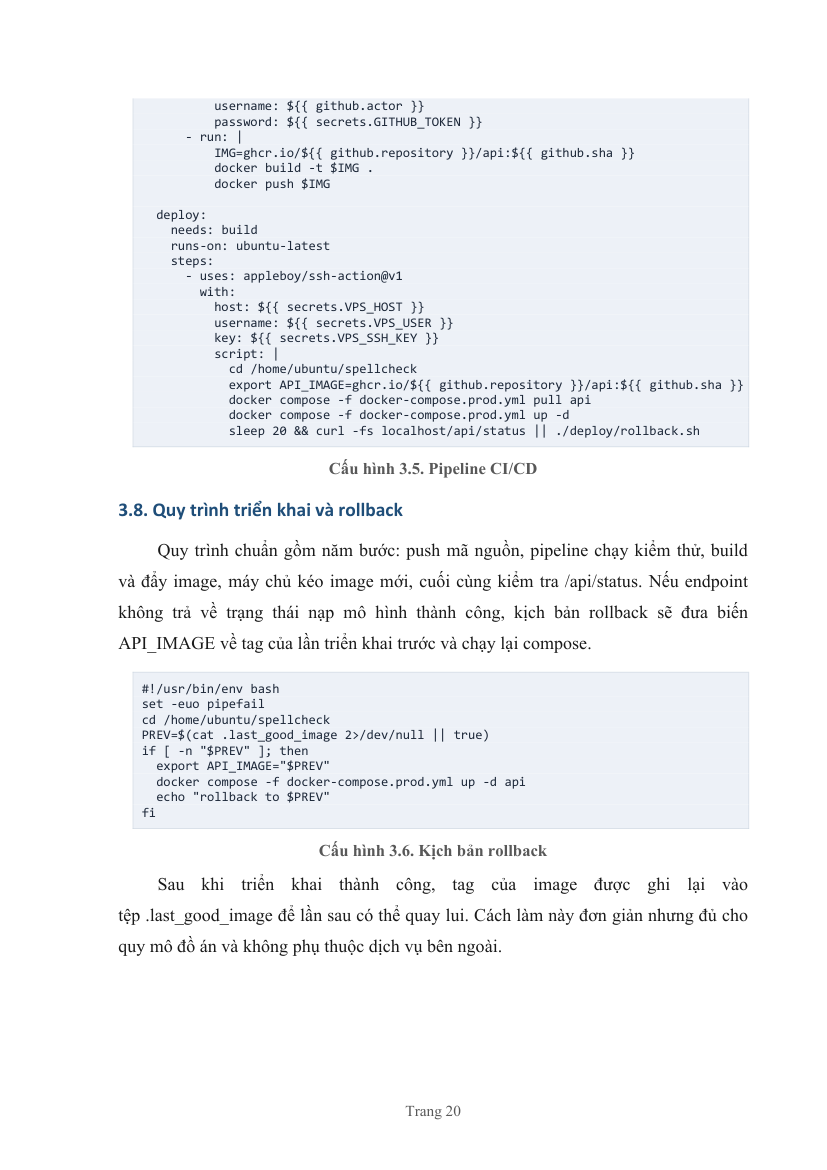 username: ${{ github.actor }}
password: ${{ secrets.GITHUB_TOKEN }}
- run: |
IMG=ghcr.io/${{ github.repository }}/api:${{ github.sha }}
docker build -t $IMG .
docker push $IMG
deploy:
needs: build
runs-on: ubuntu-latest
steps:
- uses: appleboy/ssh-action@v1
with:
host: ${{ secrets.VPS_HOST }}
username: ${{ secrets.VPS_USER }}
key: ${{ secrets.VPS_SSH_KEY }}
script: |
cd /home/ubuntu/spellcheck
export API_IMAGE=ghcr.io/${{ github.repository }}/api:${{ github.sha }}
docker compose -f docker-compose.prod.yml pull api
docker compose -f docker-compose.prod.yml up -d
sleep 20 && curl -fs localhost/api/status || ./deploy/rollback.sh
Cấu hình 3.5. Pipeline CI/CD
3.8. Quy trình triển khai và rollback
Quy trình chuẩn gồm năm bước: push mã nguồn, pipeline chạy kiểm thử, build
và đẩy image, máy chủ kéo image mới, cuối cùng kiểm tra /api/status. Nếu endpoint
không trả về trạng thái nạp mô hình thành công, kịch bản rollback sẽ đưa biến
API_IMAGE về tag của lần triển khai trước và chạy lại compose.
#!/usr/bin/env bash
set -euo pipefail
cd /home/ubuntu/spellcheck
PREV=$(cat .last_good_image 2>/dev/null || true)
if [ -n "$PREV" ]; then
export API_IMAGE="$PREV"
docker compose -f docker-compose.prod.yml up -d api
echo "rollback to $PREV"
fi
Cấu hình 3.6. Kịch bản rollback
Sau khi triển khai thành công, tag của image được ghi lại vào
tệp .last_good_image để lần sau có thể quay lui. Cách làm này đơn giản nhưng đủ cho
quy mô đồ án và không phụ thuộc dịch vụ bên ngoài.
Trang 20